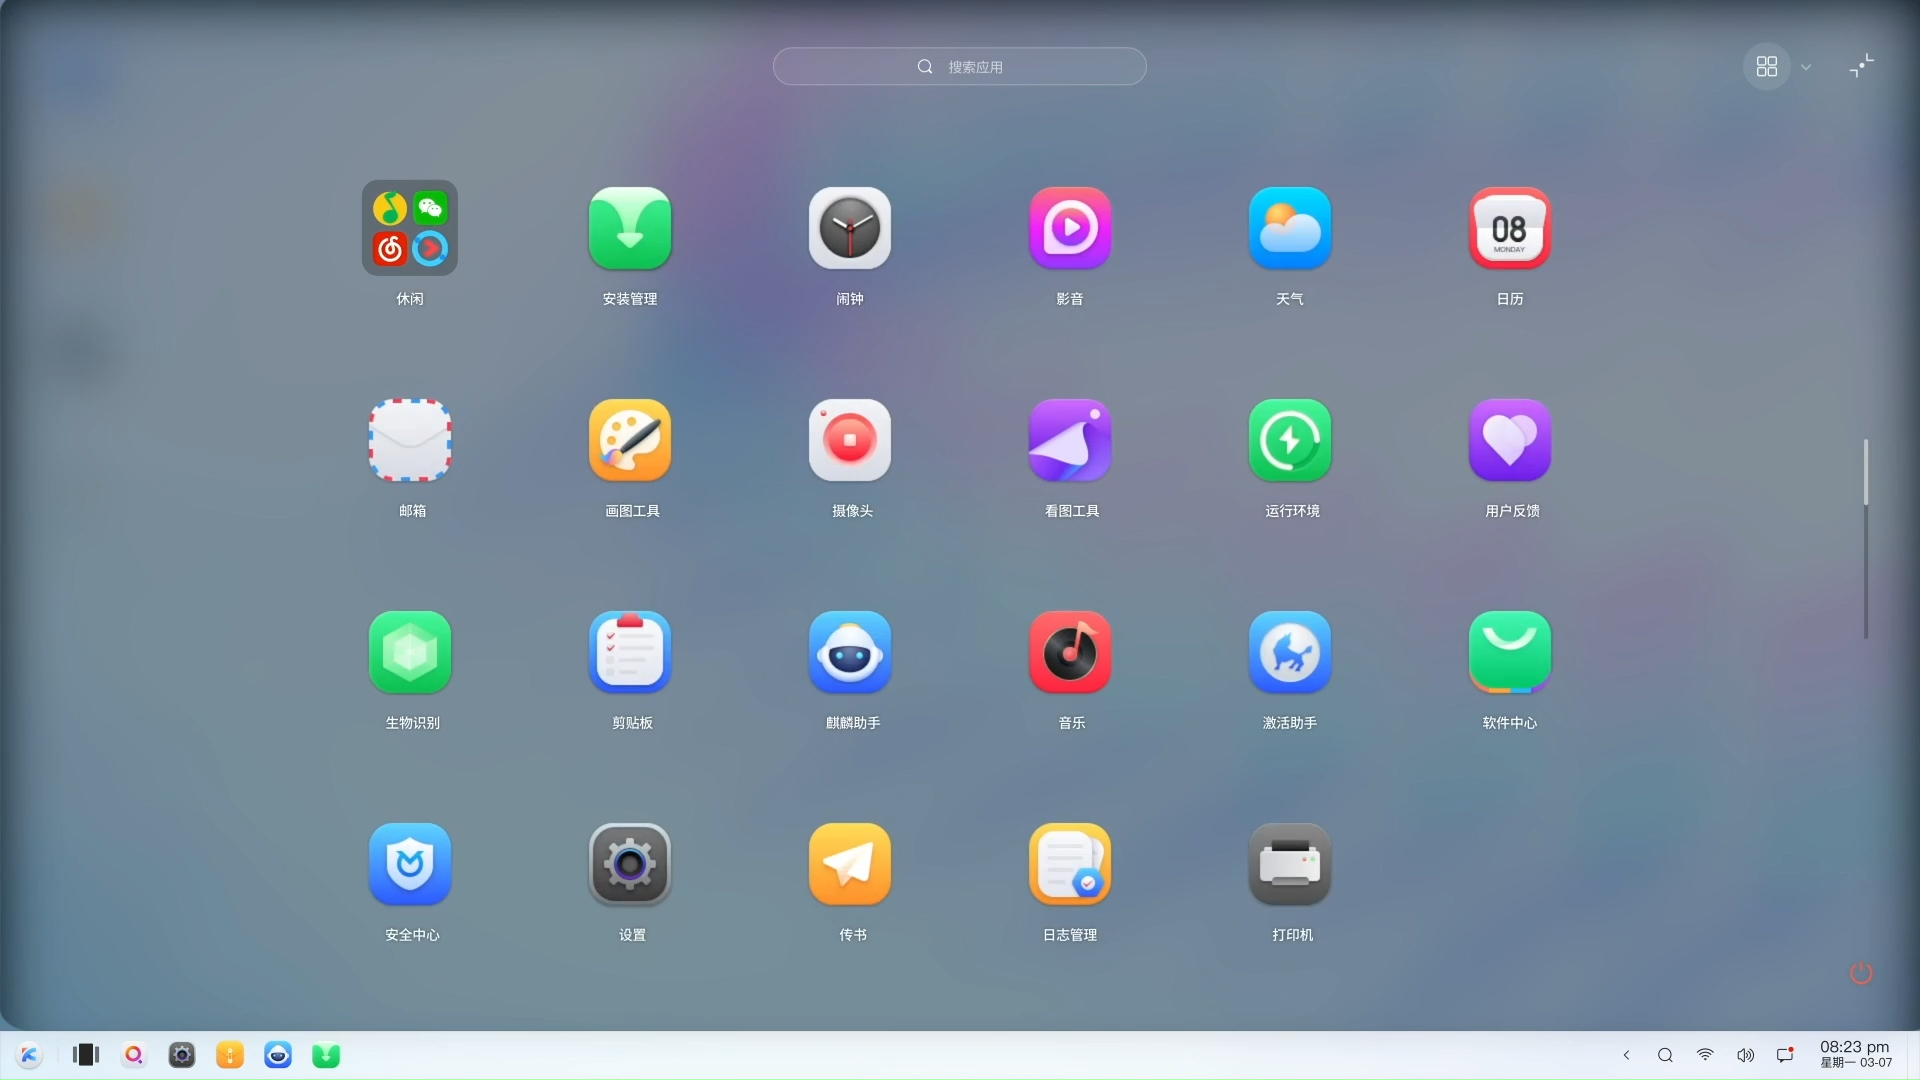 搜索应用
休闲
安装管理
闹钟
影音
天气
08
MONDAY
日历
邮箱
画图工具
摄像头
看图工具
运行环境
用户反馈
生物识别
剪贴板
麒麟助手
音乐
激活助手
软件中心
安全中心
设置
传书
日志管理
打印机
08:23 pm
星期一 03-07